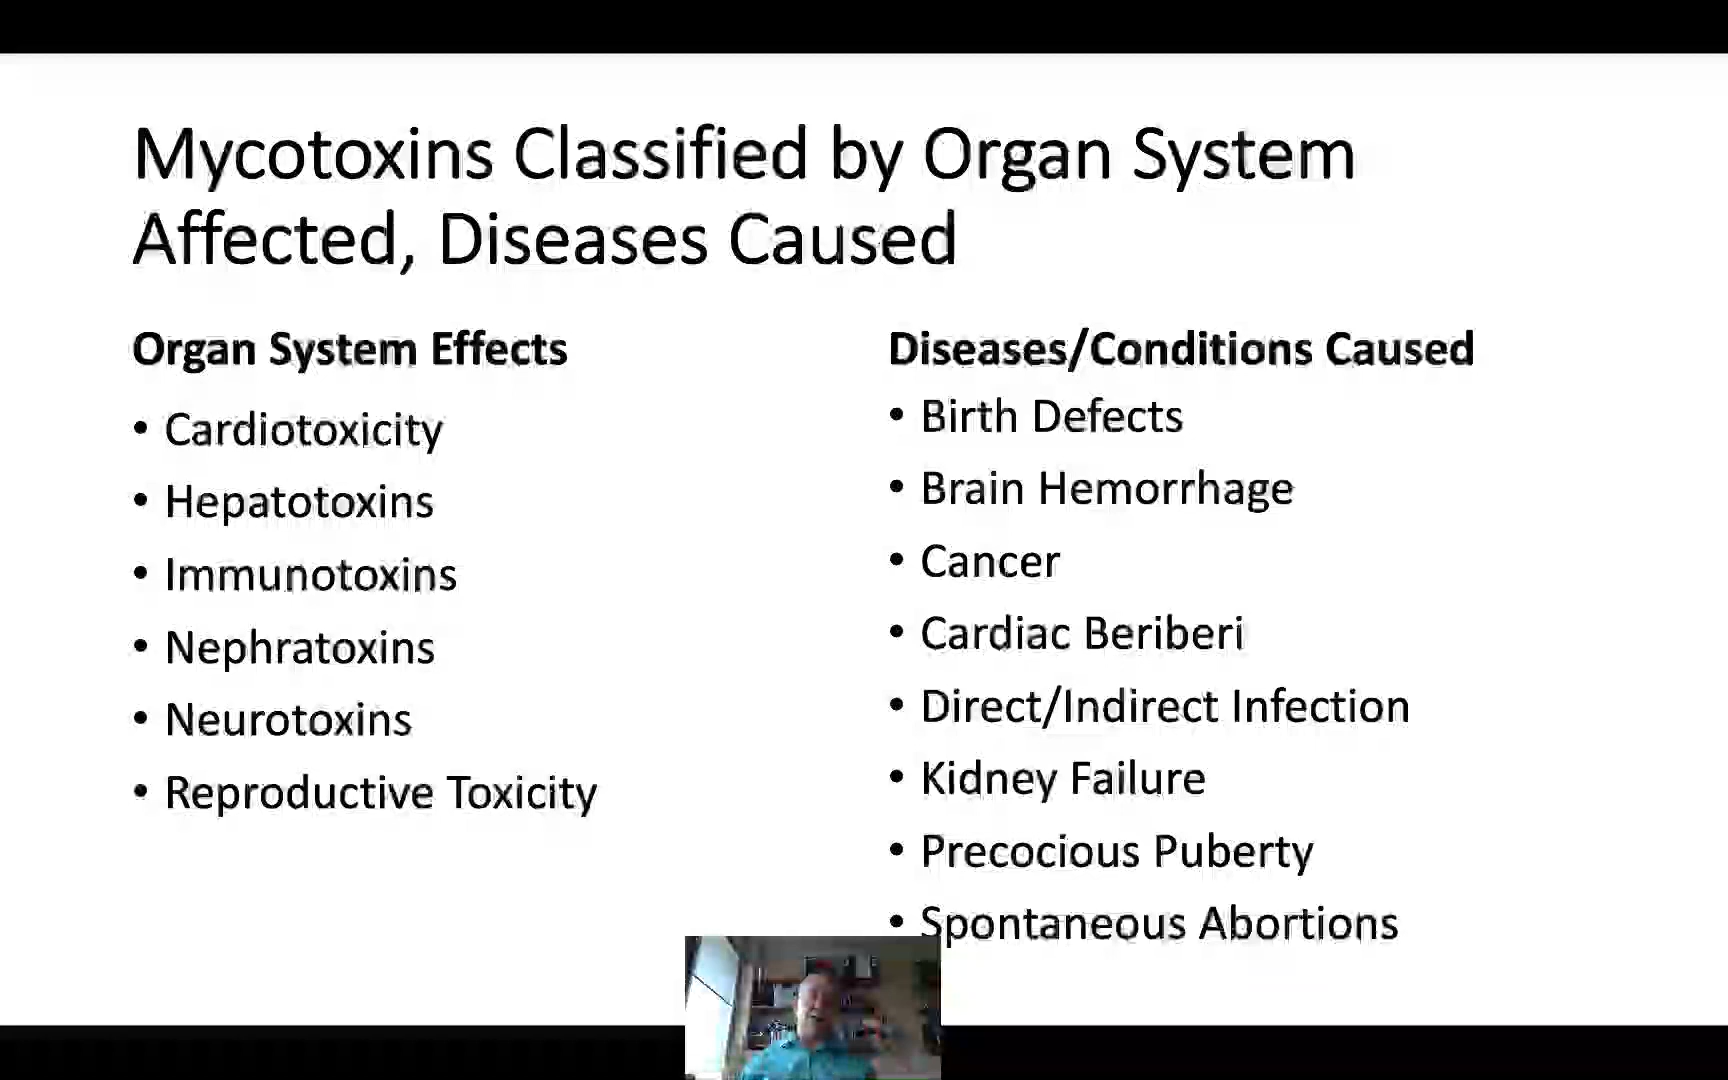 Mycotoxins Classified by Organ System
Affected, Diseases Caused
Organ System Effects
• Cardiotoxicity
• Hepatotoxins
• Immunotoxins
• Nephratoxins
• Neurotoxins
• Reproductive Toxicity
Diseases/Conditions Caused
• Birth Defects
• Brain Hemorrhage
• Cancer
• Cardiac Beriberi
• Direct/Indirect Infection
• Kidney Failure
• Precocious Puberty
• Spontaneous Abortions